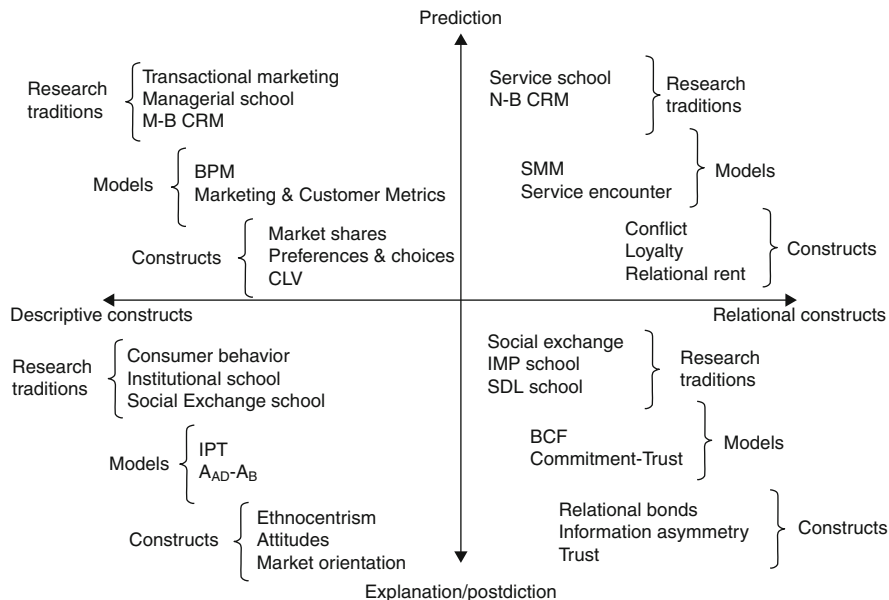 Prediction
Research
traditions
Transactional marketing
Managerial school
M-B CRM
Models
BPM
Marketing & Customer Metrics
Constructs
Market shares
Preferences & choices
CLV
Service school
N-B CRM
Research
traditions
SMM
Service encounter
Models
Conflict
Loyalty
Relational rent
Constructs
Descriptive constructs
Relational constructs
Research
traditions
Consumer behavior
Institutional school
Social Exchange school
Models
IPT
A_AD-A_B
Constructs
Ethnocentrism
Attitudes
Market orientation
Social exchange
IMP school
SDL school
Research
traditions
BCF
Commitment-Trust
Models
Relational bonds
Information asymmetry
Trust
Constructs
Explanation/postdiction